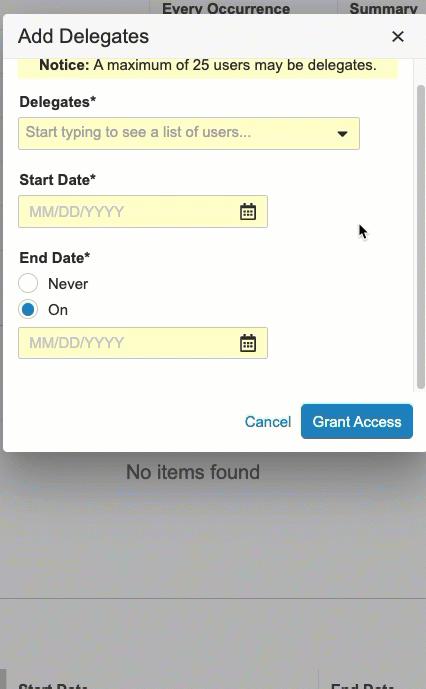 Every Occurrence Summary
Add Delegates
Notice: A maximum of 25 users may be delegates.
Delegates*
Start typing to see a list of users...
Start Date*
MM/DD/YYYY
End Date*
Never
On
MM/DD/YYYY
Cancel Grant Access
No items found
Start Date End Date